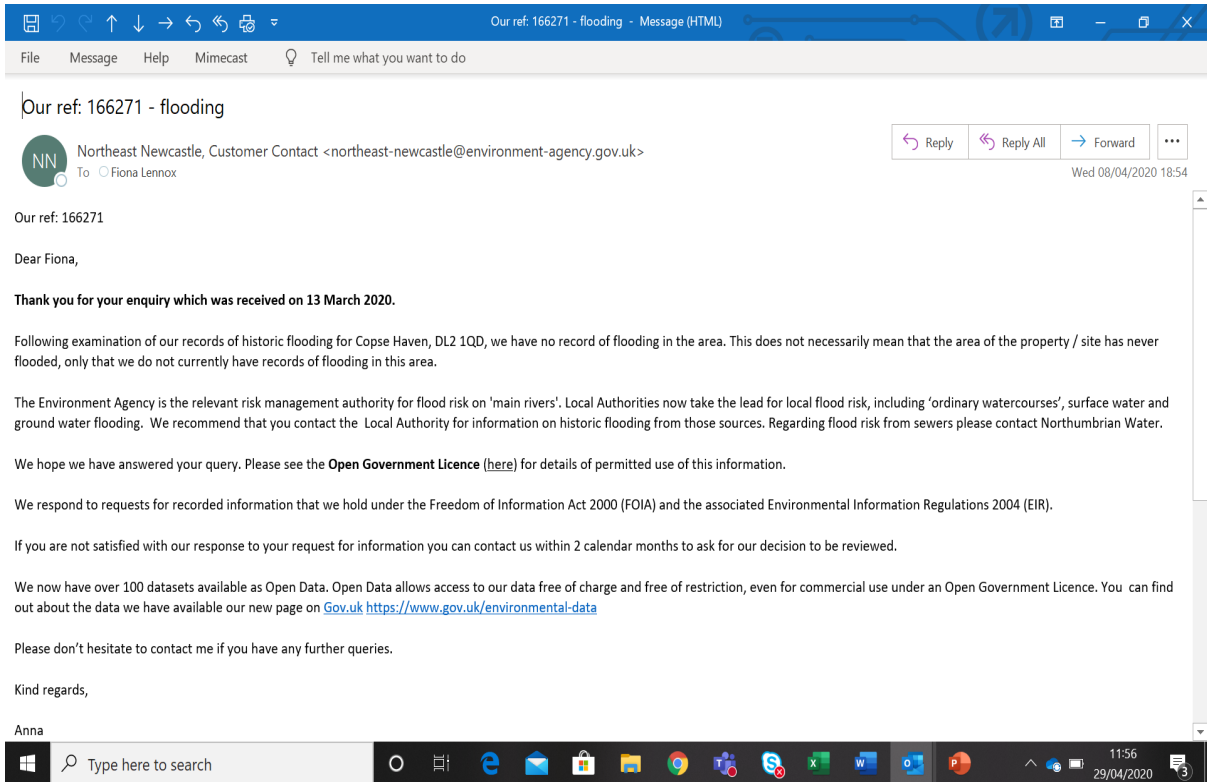 Our ref: 166271 - flooding - Message (HTML)
File Message Help Mimecast Tell me what you want to do
Our ref: 166271 - flooding
Reply Reply All Forward
NN
Northeast Newcastle, Customer Contact <northeast-newcastle@environment-agency.gov.uk>
To Fiona Lennox
Wed 08/04/2020 18:54
Our ref: 166271
Dear Fiona,
Thank you for your enquiry which was received on 13 March 2020.
Following examination of our records of historic flooding for Copse Haven, DL2 1QD, we have no record of flooding in the area. This does not necessarily mean that the area of the property / site has never
flooded, only that we do not currently have records of flooding in this area.
The Environment Agency is the relevant risk management authority for flood risk on 'main rivers'. Local Authorities now take the lead for local flood risk, including ‘ordinary watercourses’, surface water and
ground water flooding. We recommend that you contact the Local Authority for information on historic flooding from those sources. Regarding flood risk from sewers please contact Northumbrian Water.
We hope we have answered your query. Please see the Open Government Licence (here) for details of permitted use of this information.
We respond to requests for recorded information that we hold under the Freedom of Information Act 2000 (FOIA) and the associated Environmental Information Regulations 2004 (EIR).
If you are not satisfied with our response to your request for information you can contact us within 2 calendar months to ask for our decision to be reviewed.
We now have over 100 datasets available as Open Data. Open Data allows access to our data free of charge and free of restriction, even for commercial use under an Open Government Licence. You can find
out about the data we have available our new page on Gov.uk https://www.gov.uk/environmental-data
Please don’t hesitate to contact me if you have any further queries.
Kind regards,
Anna
Type here to search
11:56
29/04/2020
3